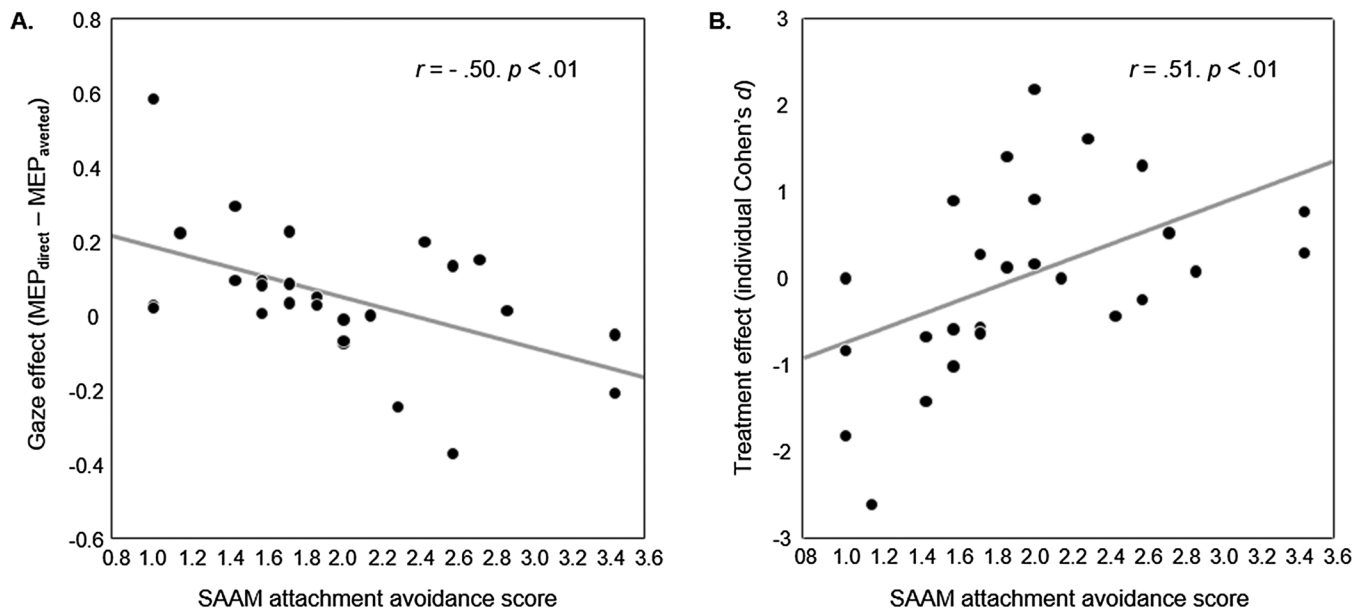 A.
r = - .50. p < .01
Gaze effect (MEPdirect – MEPaverted)
0.8
0.6
0.4
0.2
0
-0.2
-0.4
-0.6
0.8 1.0 1.2 1.4 1.6 1.8 2.0 2.2 2.4 2.6 2.8 3.0 3.2 3.4 3.6
SAAM attachment avoidance score
B.
r = .51. p < .01
Treatment effect (individual Cohen's d)
3
2
1
0
-1
-2
-3
08 1.0 1.2 1.4 1.6 1.8 2.0 2.2 2.4 2.6 2.8 3.0 3.2 3.4 3.6
SAAM attachment avoidance score